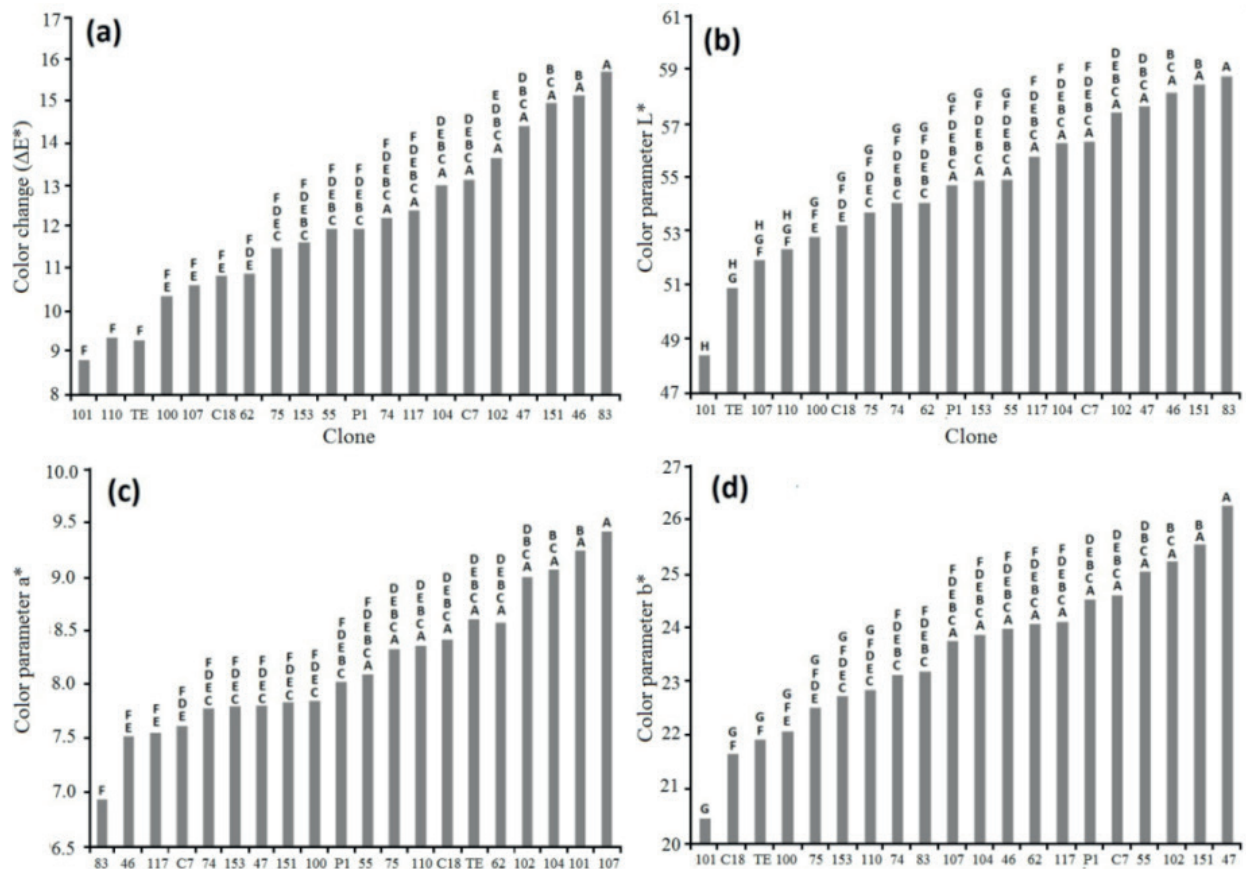 (a)
Color change (ΔE*)
17
16
15
14
13
12
11
10
9
8
F
F
F
F E
F E
F E
F D E
F D E C
F D E B C
F D E B C
F D E B C
F D E B C A
F D E B C A
D E B C A
D E B C A
E D B C A
D B C A
B C A
B A
A
101 110 TE 100 107 C18 62 75 153 55 P1 74 117 104 C7 102 47 151 46 83
Clone
(b)
Color parameter L*
61
59
57
55
53
51
48
47
H
H G
H G F
H G F
G F E
G F D E
G F D E C
G F D E B C
G F D E B C
G F D E B C A
G F D E B C A
G F D E B C A
F D E B C A
F D E B C A
F D E B C A
D E B C A
D B C A
B C A
B A
A
101 TE 107 110 100 C18 75 74 62 P1 153 55 117 104 C7 102 47 46 151 83
Clone
(c)
Color parameter a*
10.0
9.5
9.0
8.5
8.0
7.5
7.0
6.5
F
F E
F E
F D E
F D E C
F D E C
F D E C
F D E C
F D E C
F D E B C
F D E B C A
D E B C A
D E B C A
D E B C A
D E B C A
D E B C A
D B C A
B C A
B A
A
83 46 117 C7 74 153 47 151 100 P1 55 75 110 C18 TE 62 102 104 101 107
(d)
Color parameter b*
27
26
25
24
23
22
21
20
G
G F
G F
G F E
G F D E
G F D E C
G F D E C
F D E B C
F D E B C
F D E B C A
F D E B C A
F D E B C A
F D E B C A
F D E B C A
D E B C A
D E B C A
D B C A
B C A
B A
A
101 C18 TE 100 75 153 110 74 83 107 104 46 62 117 P1 C7 55 102 151 47